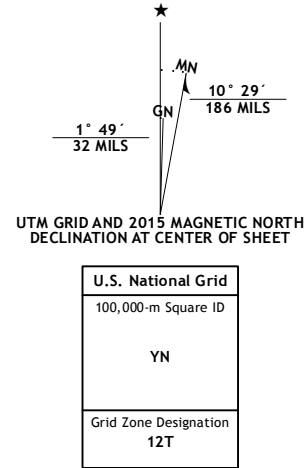 ★
MN
GN
10° 29´
186 MILS
1° 49´
32 MILS
UTM GRID AND 2015 MAGNETIC NORTH
DECLINATION AT CENTER OF SHEET
U.S. National Grid
100,000-m Square ID
YN
Grid Zone Designation
12T